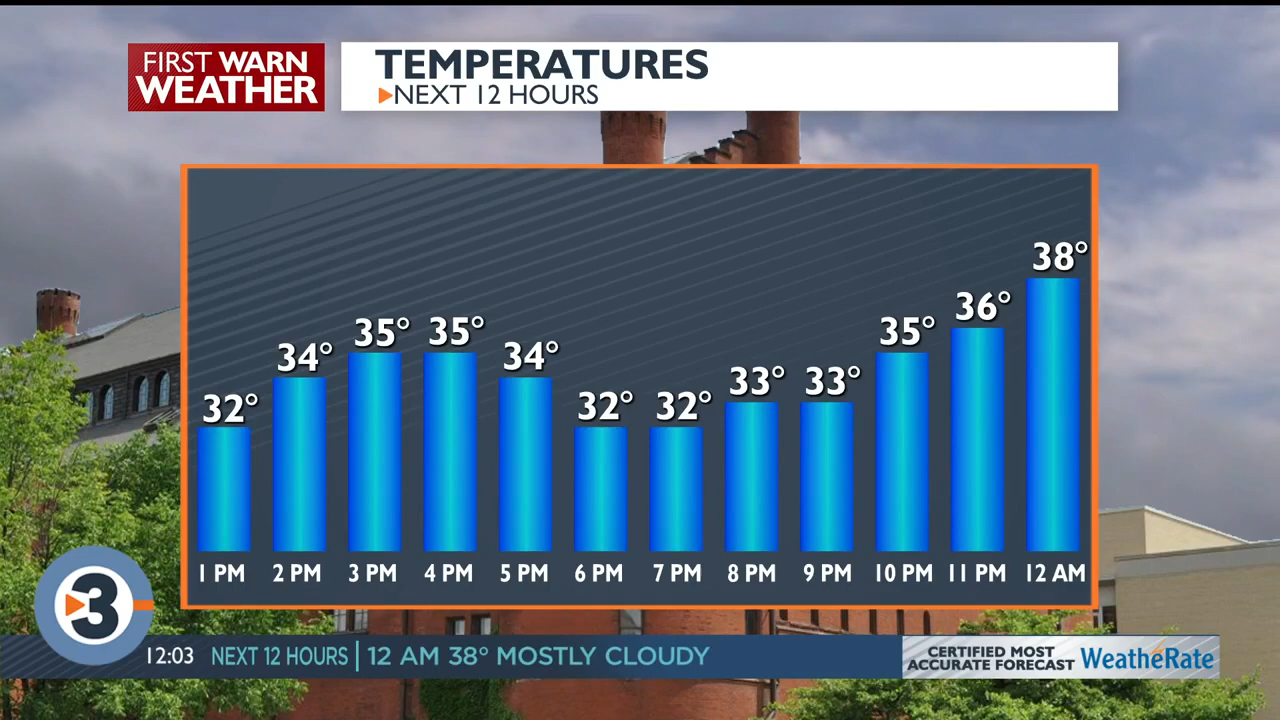 FIRST WARN
WEATHER
TEMPERATURES
NEXT 12 HOURS
32° 34° 35° 35° 34° 32° 32° 33° 33° 35° 36° 38°
1 PM 2 PM 3 PM 4 PM 5 PM 6 PM 7 PM 8 PM 9 PM 10 PM 11 PM 12 AM
3
12:03 NEXT 12 HOURS | 12 AM 38° MOSTLY CLOUDY
CERTIFIED MOST
ACCURATE FORECAST
WeatheRate